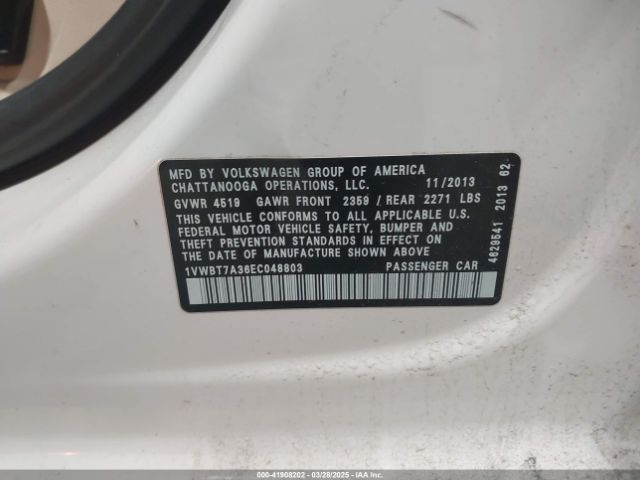 MFD BY VOLKSWAGEN GROUP OF AMERICA
CHATTANOOGA OPERATIONS, LLC. 11/2013
GVWR 4519 GAWR FRONT 2359 / REAR 2271 LBS
THIS VEHICLE CONFORMS TO ALL APPLICABLE U.S.
FEDERAL MOTOR VEHICLE SAFETY, BUMPER AND
THEFT PREVENTION STANDARDS IN EFFECT ON THE
DATE OF MANUFACTURE SHOWN ABOVE
1VWBT7A36EC048803 PASSENGER CAR
4629541 2013 62
000-41908202 - 03/28/2025 - IAAI.COM